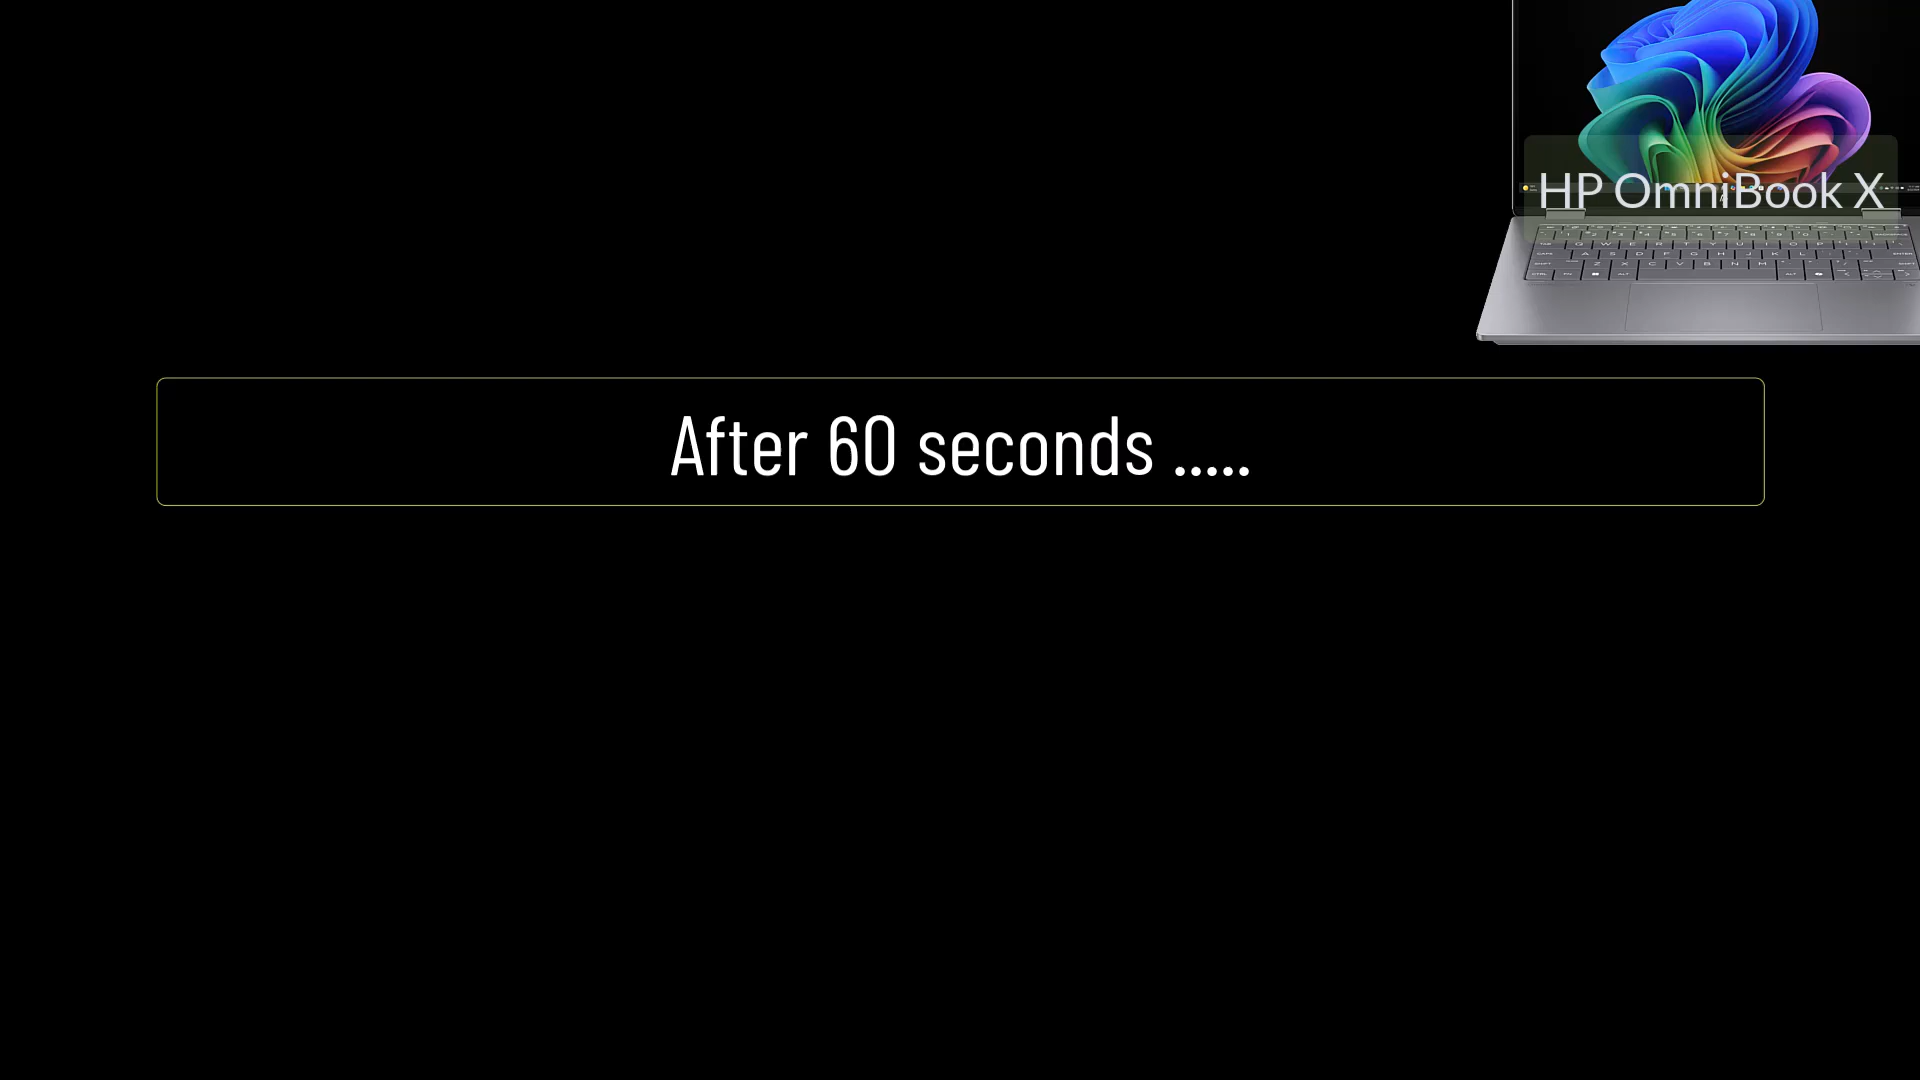 HP OmniBook X
After 60 seconds .....